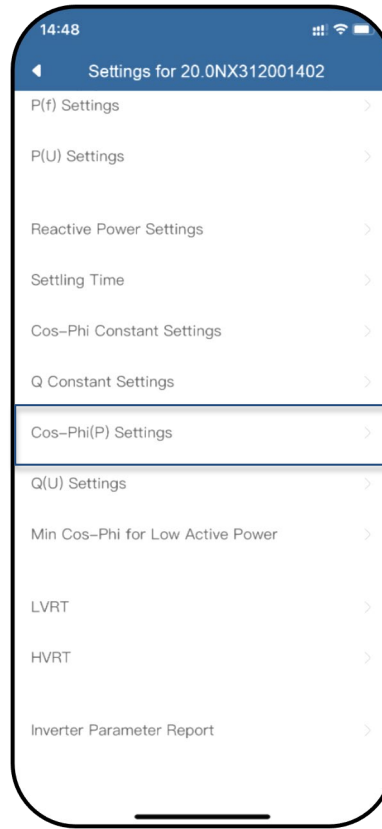 14:48
Settings for 20.0NX312001402
P(f) Settings
P(U) Settings
Reactive Power Settings
Settling Time
Cos-Phi Constant Settings
Q Constant Settings
Cos-Phi(P) Settings
Q(U) Settings
Min Cos-Phi for Low Active Power
LVRT
HVRT
Inverter Parameter Report